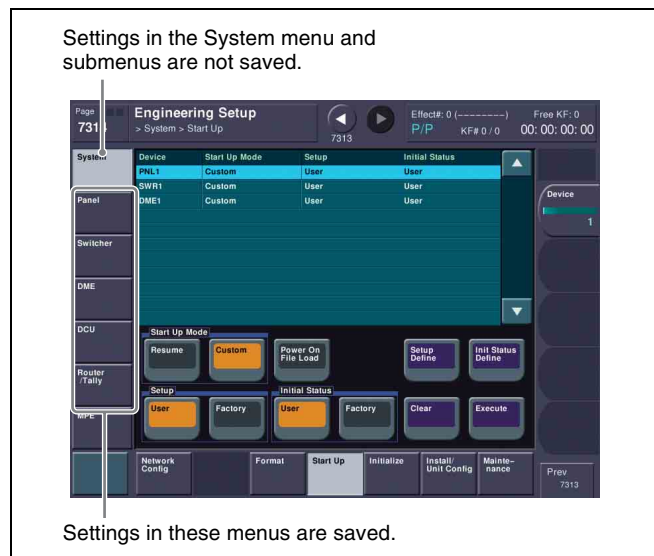 Settings in the System menu and
submenus are not saved.
Page
7313
Engineering Setup
> System > Start Up
7313
Effect#: 0 (--------)
P/P KF# 0 / 0
Free KF: 0
00: 00: 00: 00
System
Panel
Switcher
DME
DCU
Router
/Tally
MPE
Device Start Up Mode Setup Initial Status
PNL1 Custom User User
SWR1 Custom User User
DME1 Custom User User
Device
1
Start Up Mode
Resume
Custom
Power On
File Load
Setup
Define
Init Status
Define
Setup
User
Factory
Initial Status
User
Factory
Clear
Execute
Network
Config
Format
Start Up
Initialize
Install/
Unit Config
Mainte-
nance
Prev
7313
Settings in these menus are saved.